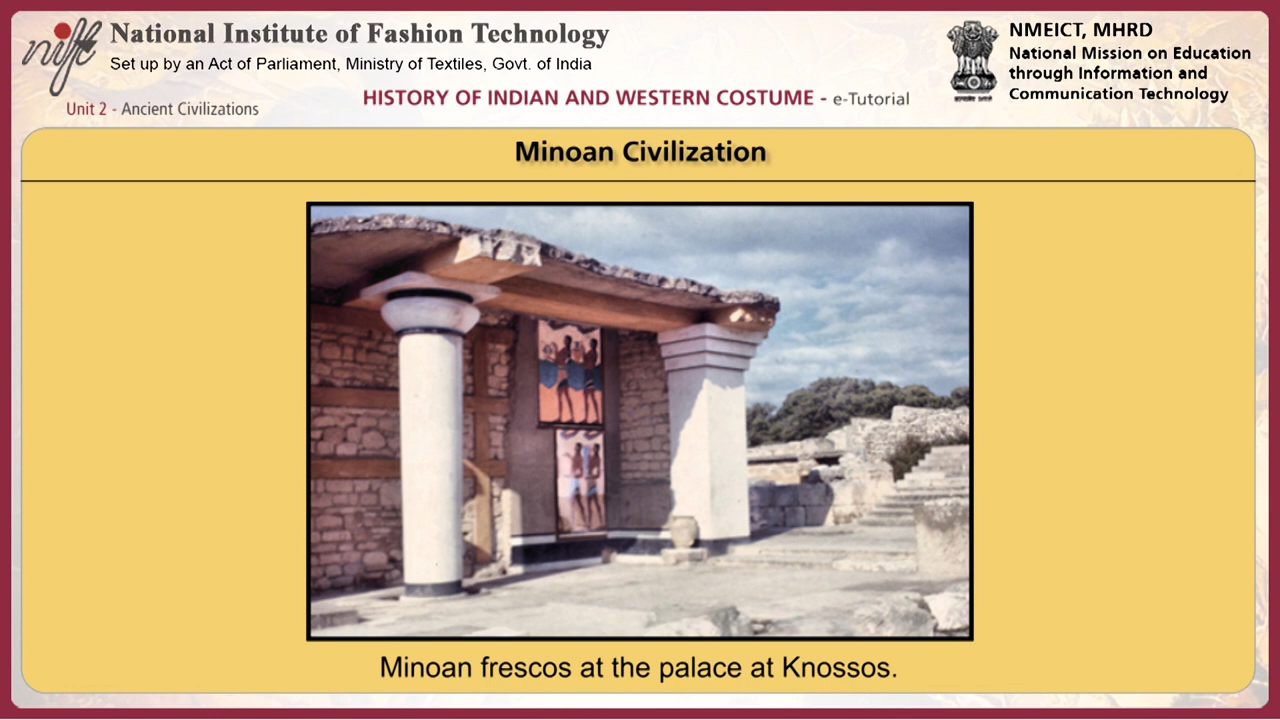 nift
National Institute of Fashion Technology
Set up by an Act of Parliament, Ministry of Textiles, Govt. of India
Unit 2 - Ancient Civilizations
HISTORY OF INDIAN AND WESTERN COSTUME - e-Tutorial
NMEICT, MHRD
National Mission on Education
through Information and
Communication Technology
Minoan Civilization
Minoan frescos at the palace at Knossos.